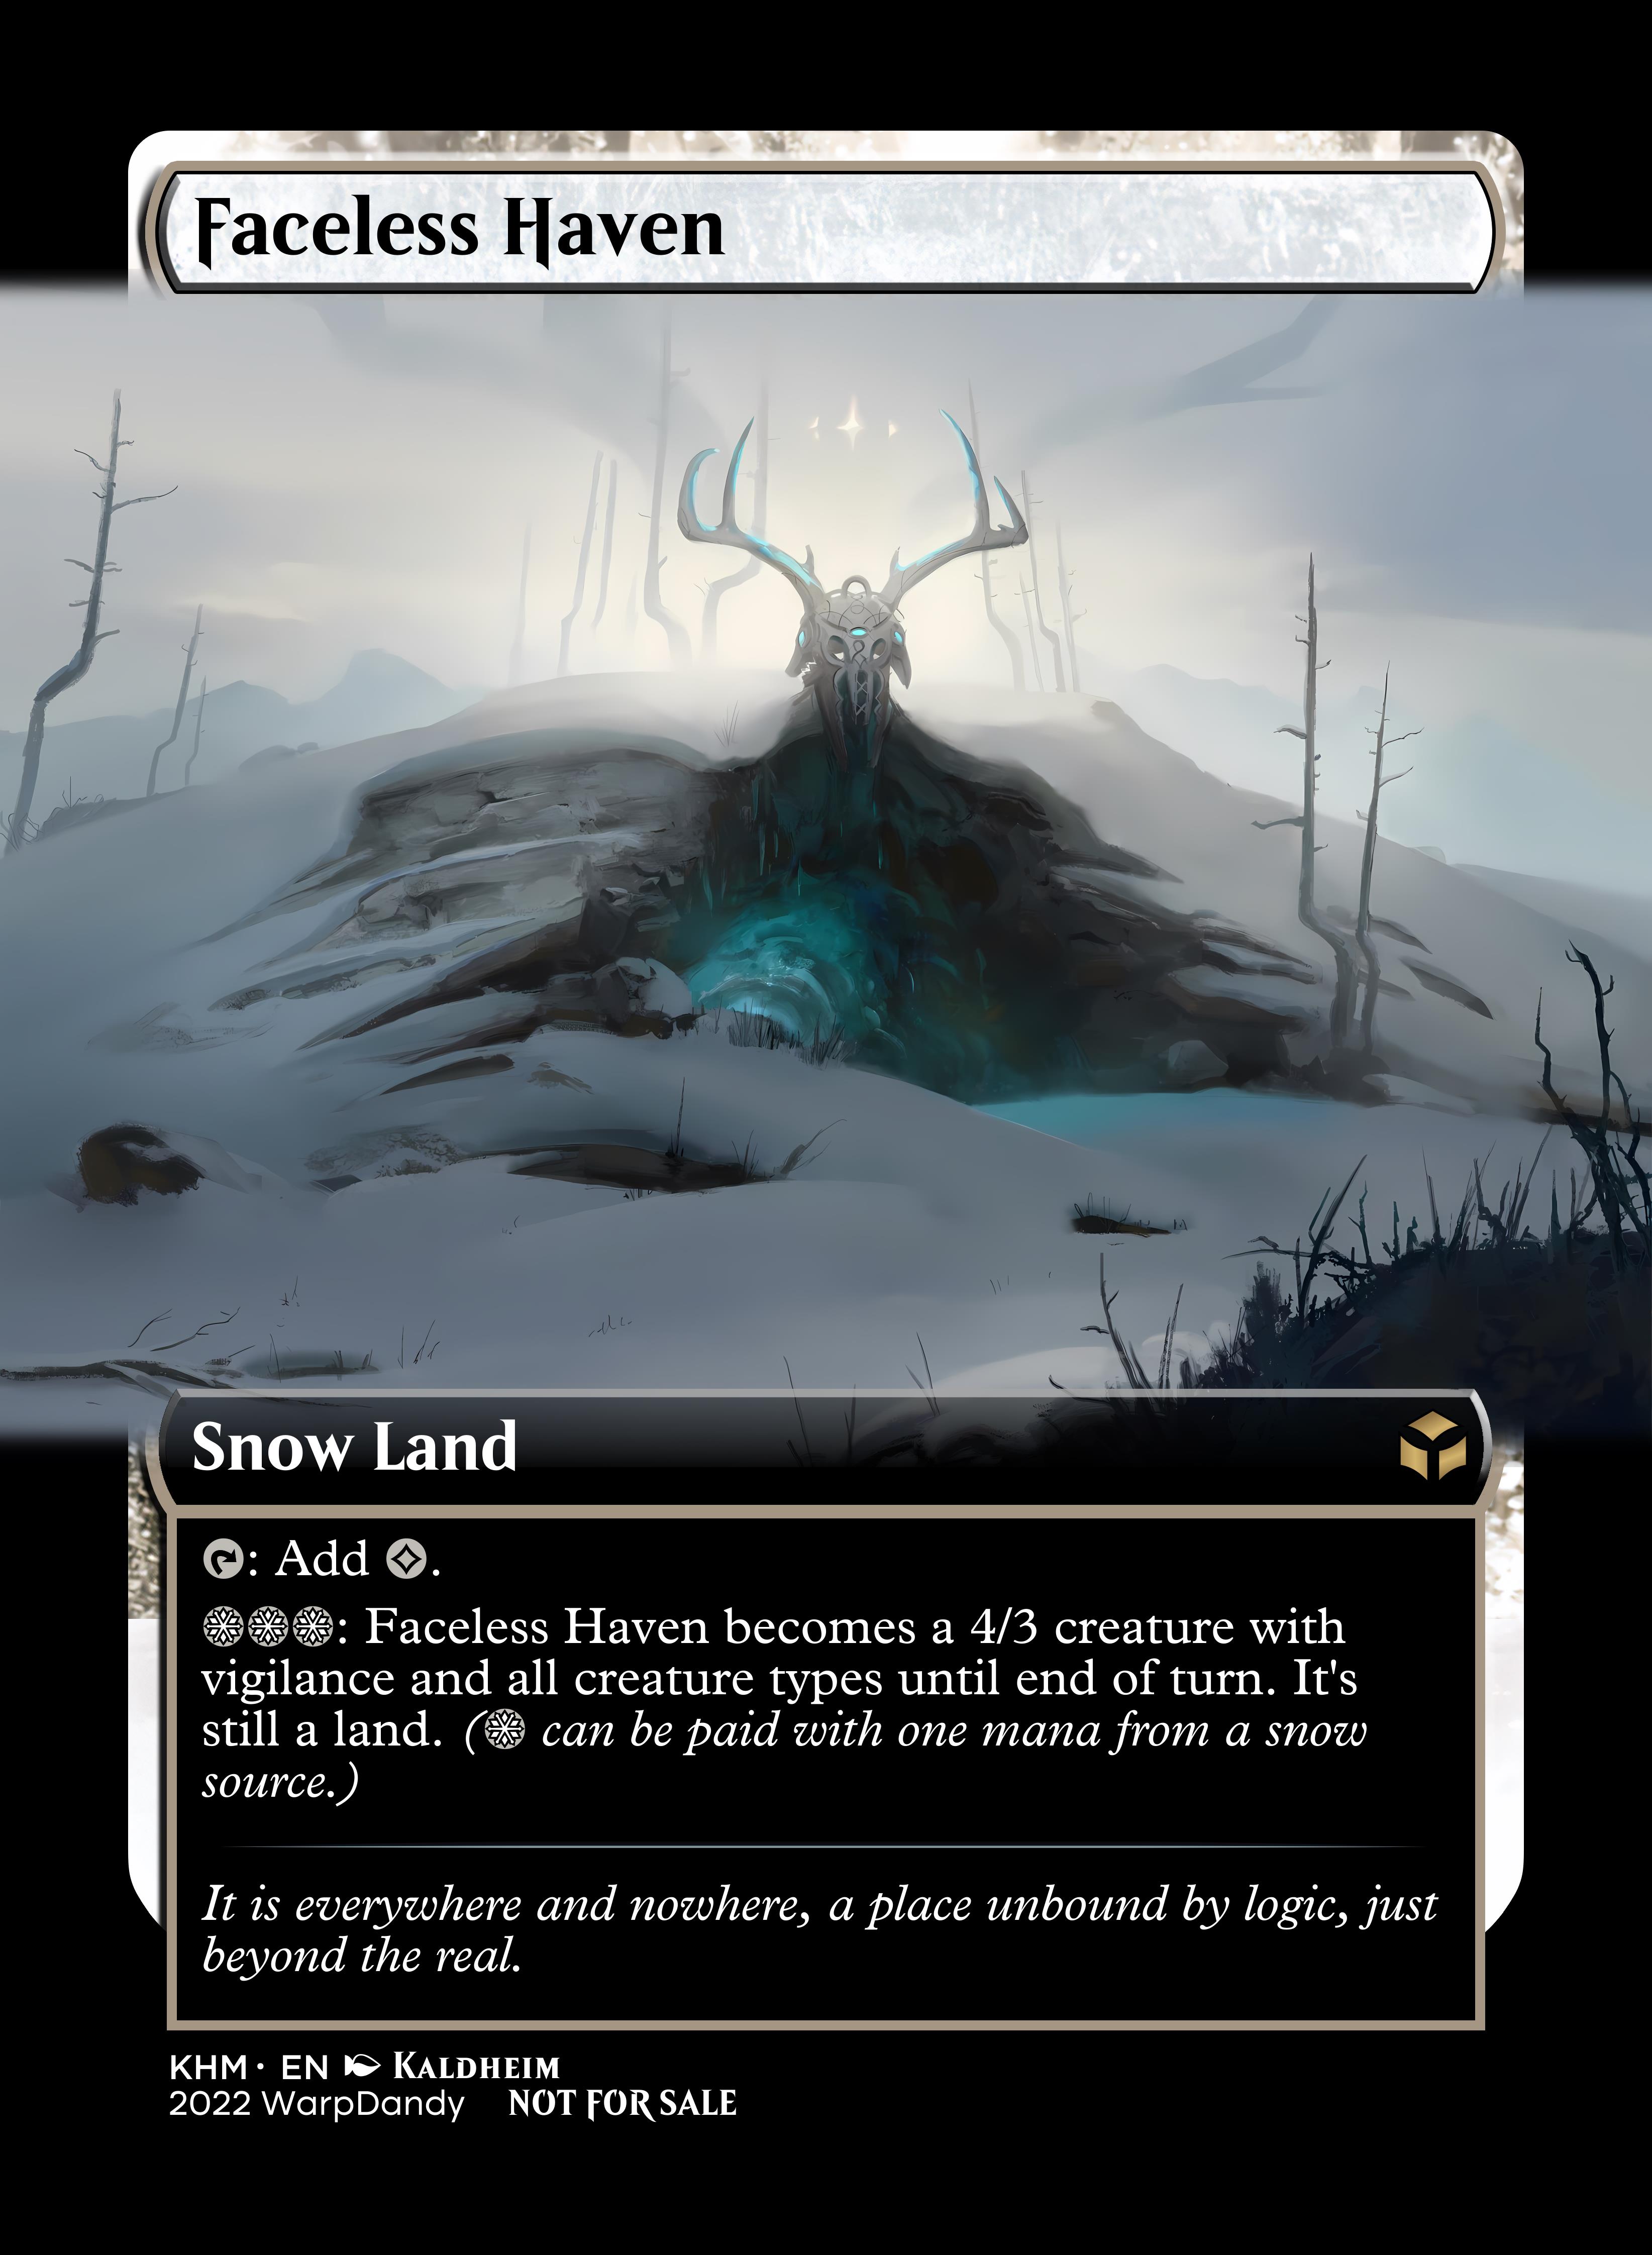 Faceless Haven
Snow Land
: Add .
: Faceless Haven becomes a 4/3 creature with
vigilance and all creature types until end of turn. It's
still a land. ( can be paid with one mana from a snow
source.)
It is everywhere and nowhere, a place unbound by logic, just
beyond the real.
KHM · EN Kaldheim
2022 WarpDandy NOT FOR SALE